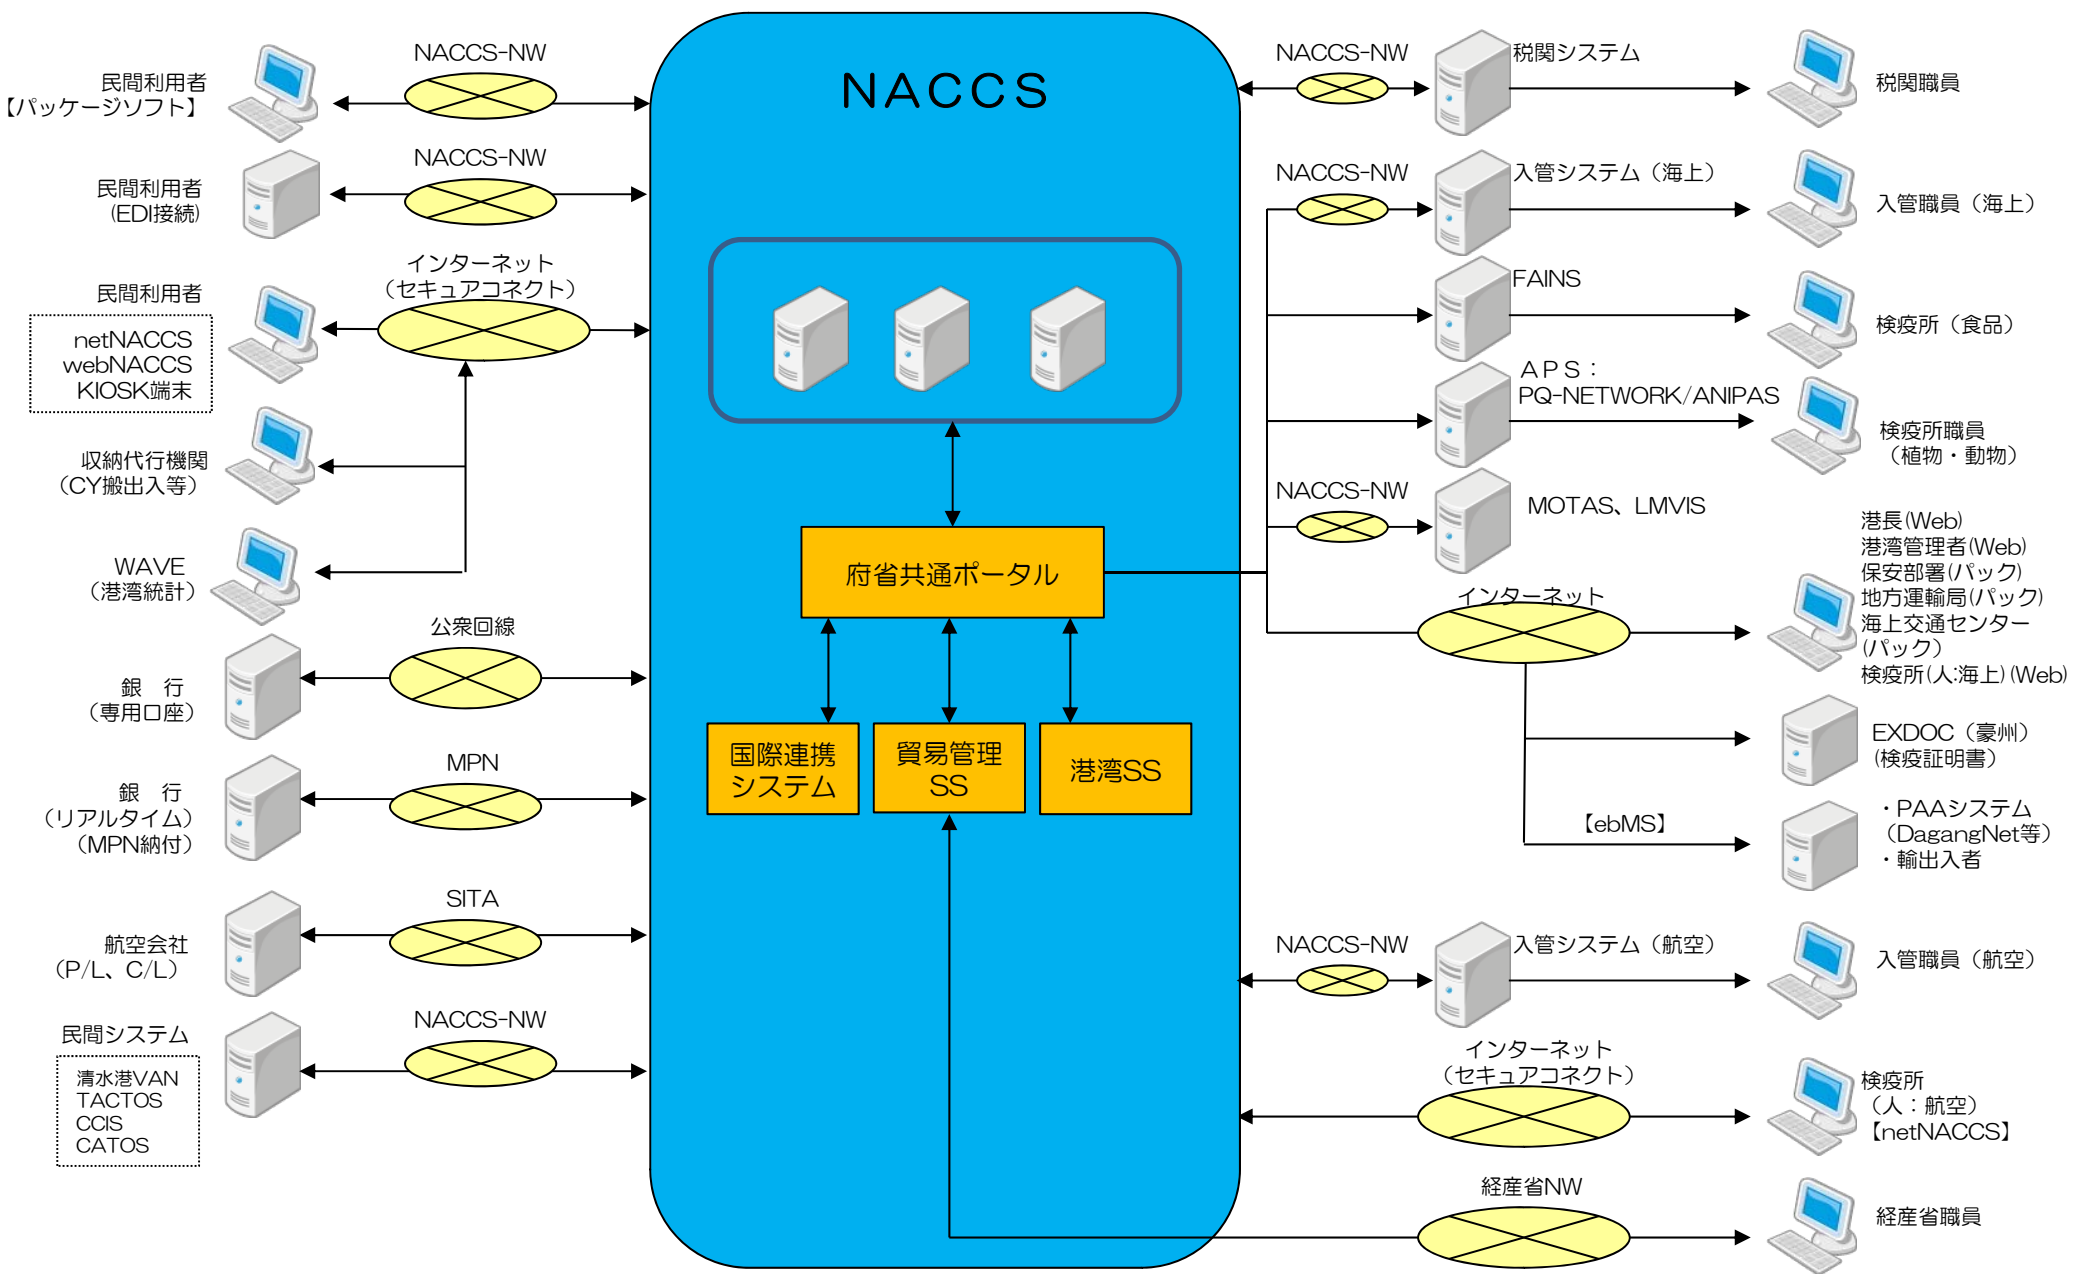 NACCS
NACCS-NW
民間利用者
【パッケージソフト】
NACCS-NW
民間利用者
(EDI接続)
インターネット
（セキュアコネクト）
民間利用者
netNACCS
webNACCS
KIOSK端末
収納代行機関
（CY搬出入等）
WAVE
（港湾統計）
公衆回線
銀　行
（専用口座）
MPN
銀　行
（リアルタイム）
（MPN納付）
SITA
航空会社
（P/L、C/L）
NACCS-NW
民間システム
清水港VAN
TACTOS
CCIS
CATOS
府省共通ポータル
国際連携
システム
貿易管理
SS
港湾SS
NACCS-NW
税関システム
税関職員
NACCS-NW
入管システム（海上）
入管職員（海上）
FAINS
検疫所（食品）
ＡＰＳ：
PQ-NETWORK/ANIPAS
検疫所職員
（植物・動物）
NACCS-NW
MOTAS、LMVIS
インターネット
港長(Web)
港湾管理者(Web)
保安部署(パック)
地方運輸局(パック)
海上交通センター
(パック）
検疫所(人:海上)(Web)
EXDOC（豪州）
(検疫証明書）
【ebMS】
・PAAシステム
（DagangNet等）
・輸出入者
NACCS-NW
入管システム（航空）
入管職員（航空）
インターネット
（セキュアコネクト）
検疫所
（人：航空）
【netNACCS】
経産省NW
経産省職員